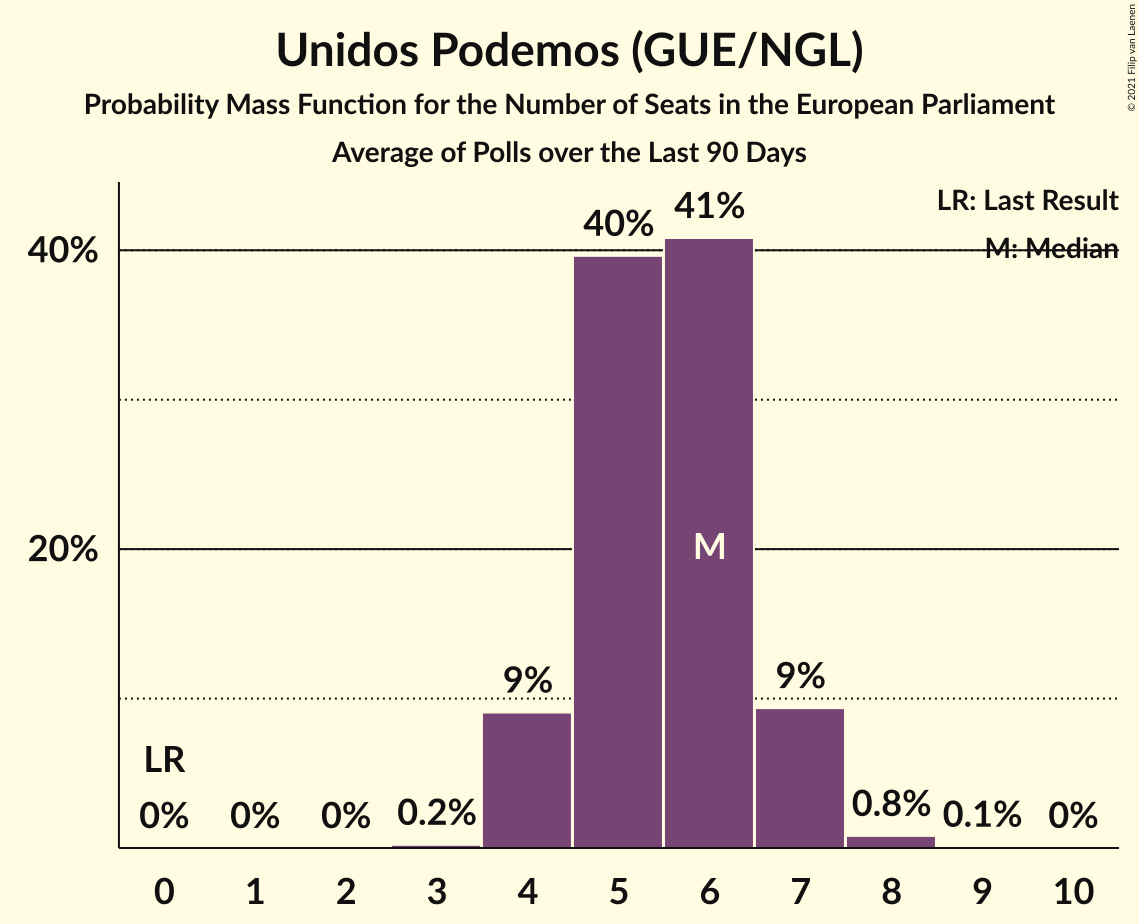 Unidos Podemos (GUE/NGL)
Probability Mass Function for the Number of Seats in the European Parliament
Average of Polls over the Last 90 Days
© 2021 Filip van Laenen
LR: Last Result
M: Median
40%
20%
40%
41%
M
9%
9%
LR
0%
0%
0%
0.2%
0.8%
0.1%
0%
0 1 2 3 4 5 6 7 8 9 10